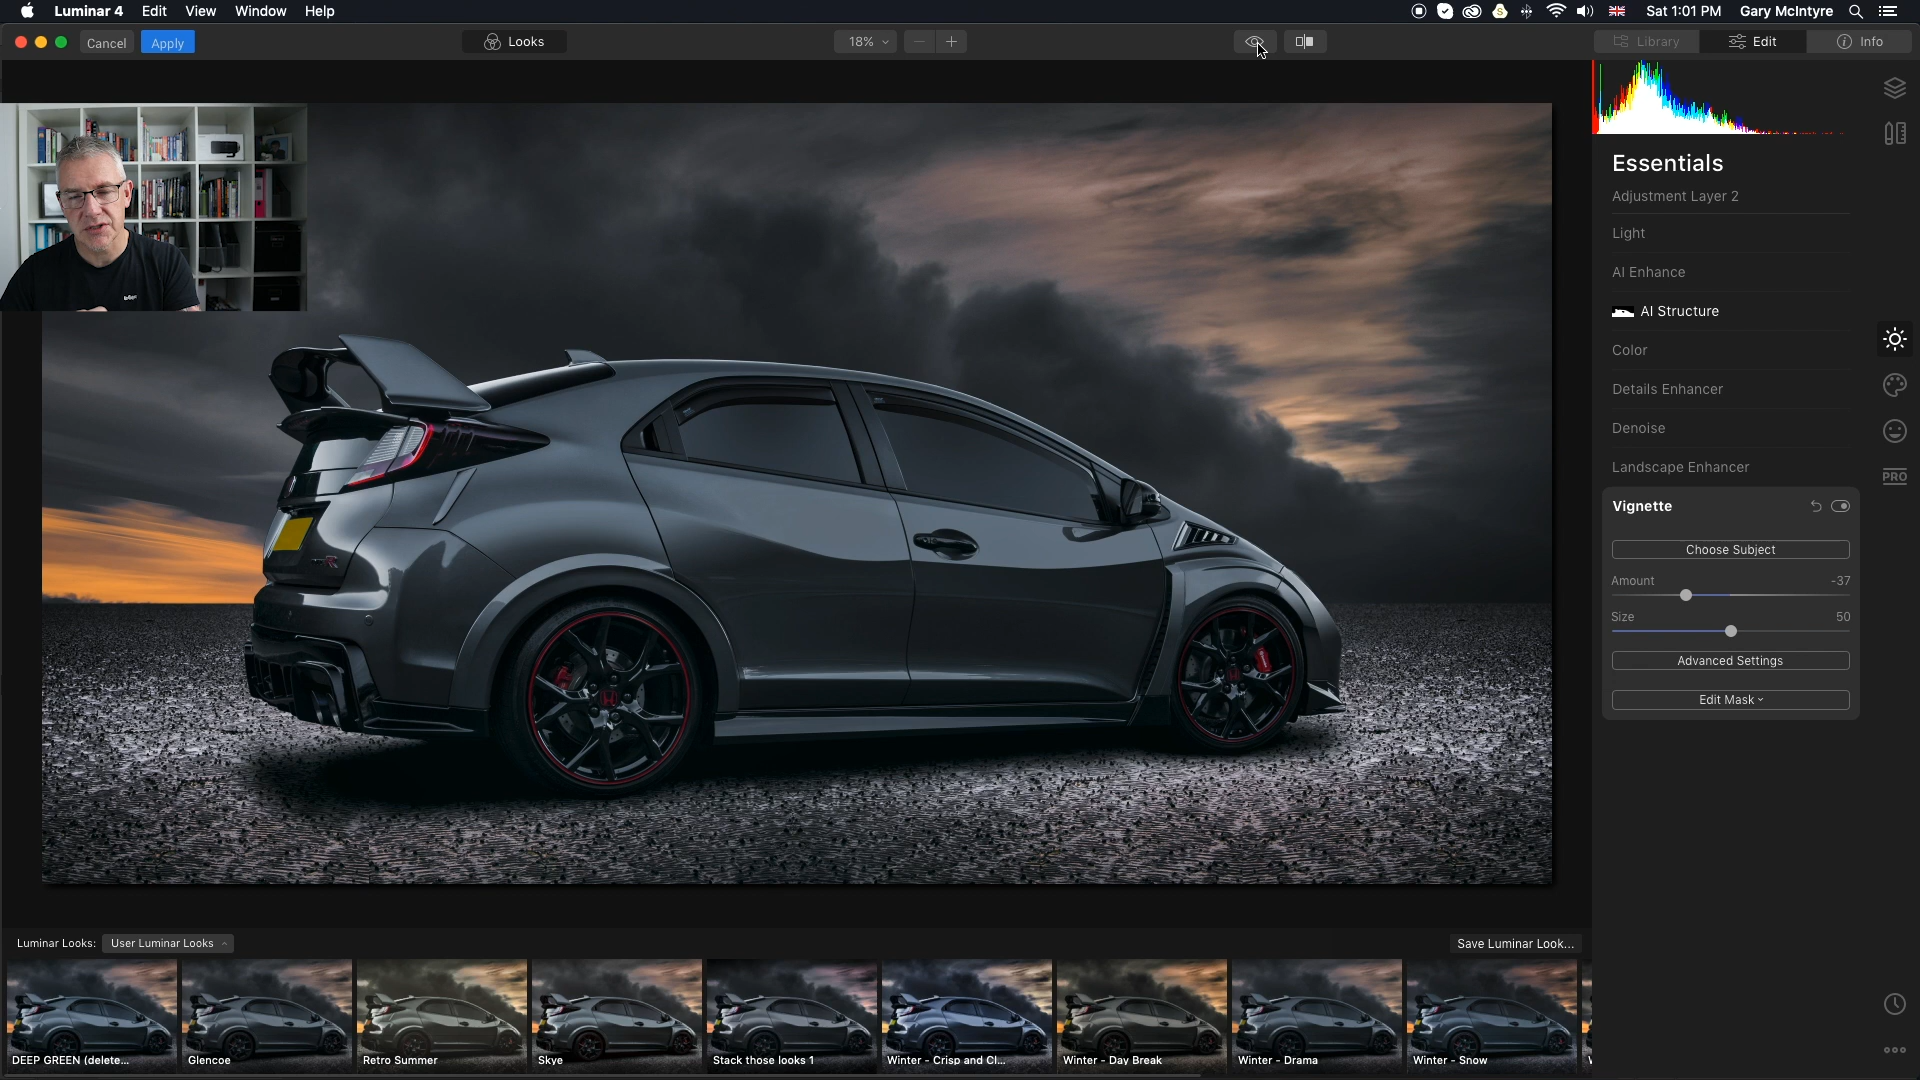 Luminar 4 Edit View Window Help
Sat 1:01 PM Gary McIntyre
Cancel Apply
Looks
18%
Library Edit Info
Essentials
Adjustment Layer 2
Light
AI Enhance
AI Structure
Color
Details Enhancer
Denoise
Landscape Enhancer
PRO
Vignette
Choose Subject
Amount -37
Size 50
Advanced Settings
Edit Mask
Luminar Looks: User Luminar Looks
Save Luminar Look...
DEEP GREEN (delete...
Glencoe
Retro Summer
Skye
Stack those looks 1
Winter - Crisp and Cl...
Winter - Day Break
Winter - Drama
Winter - Snow